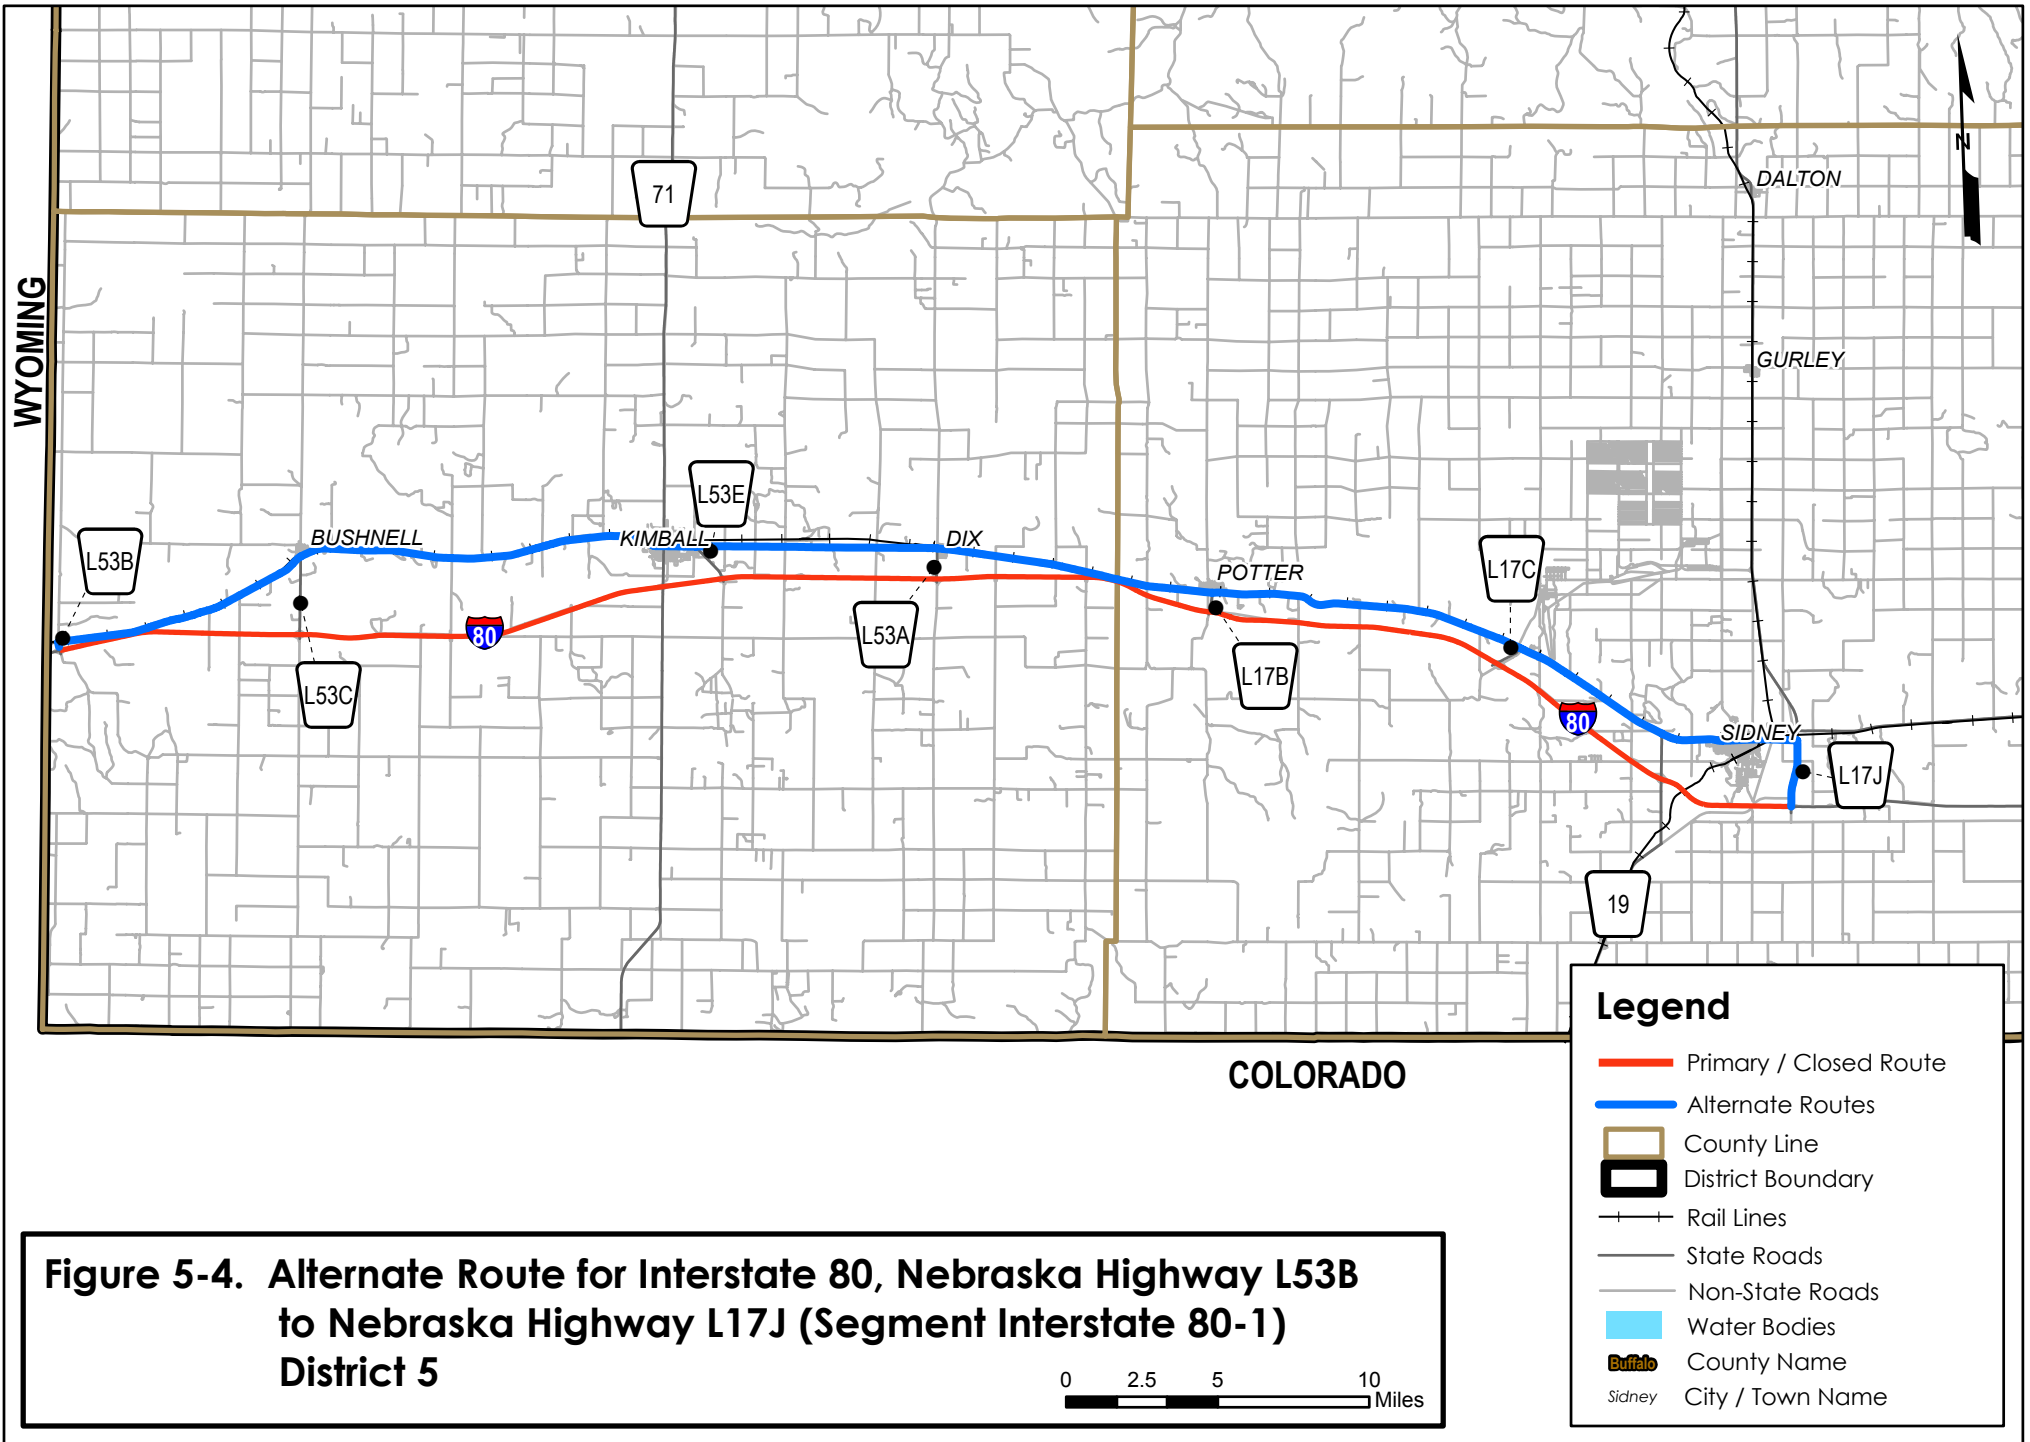 71
N
DALTON
WYOMING
GURLEY
L53E
L53B
BUSHNELL
KIMBALL
DIX
L17C
POTTER
80
L53A
L53C
L17B
80
SIDNEY
L17J
19
COLORADO
Legend
Primary / Closed Route
Alternate Routes
County Line
District Boundary
Rail Lines
State Roads
Non-State Roads
Water Bodies
Buffalo County Name
Sidney City / Town Name
Figure 5-4. Alternate Route for Interstate 80, Nebraska Highway L53B
to Nebraska Highway L17J (Segment Interstate 80-1)
District 5
0 2.5 5 10
Miles